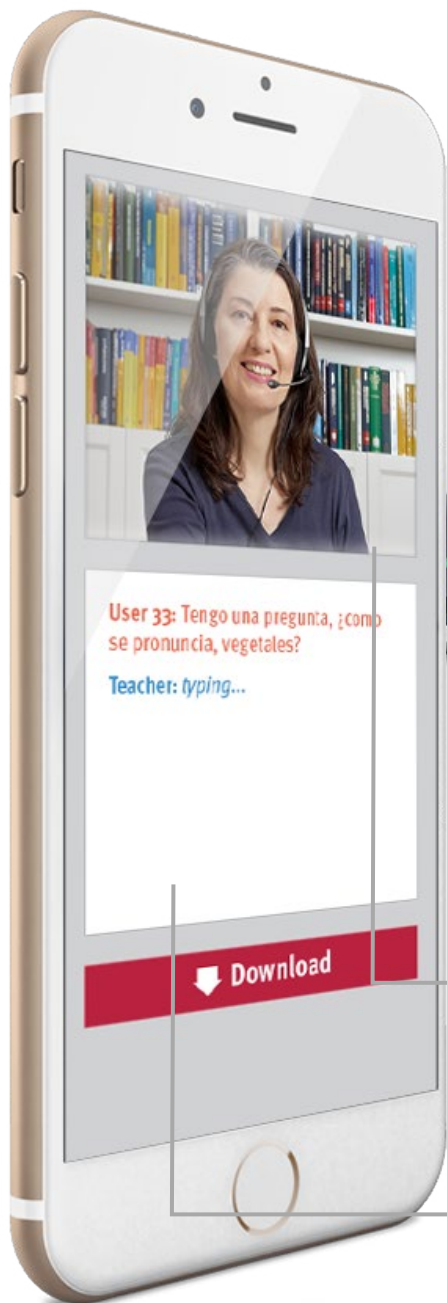 User 33: Tengo una pregunta, ¿como
se pronuncia, vegetales?
Teacher: typing...
Download